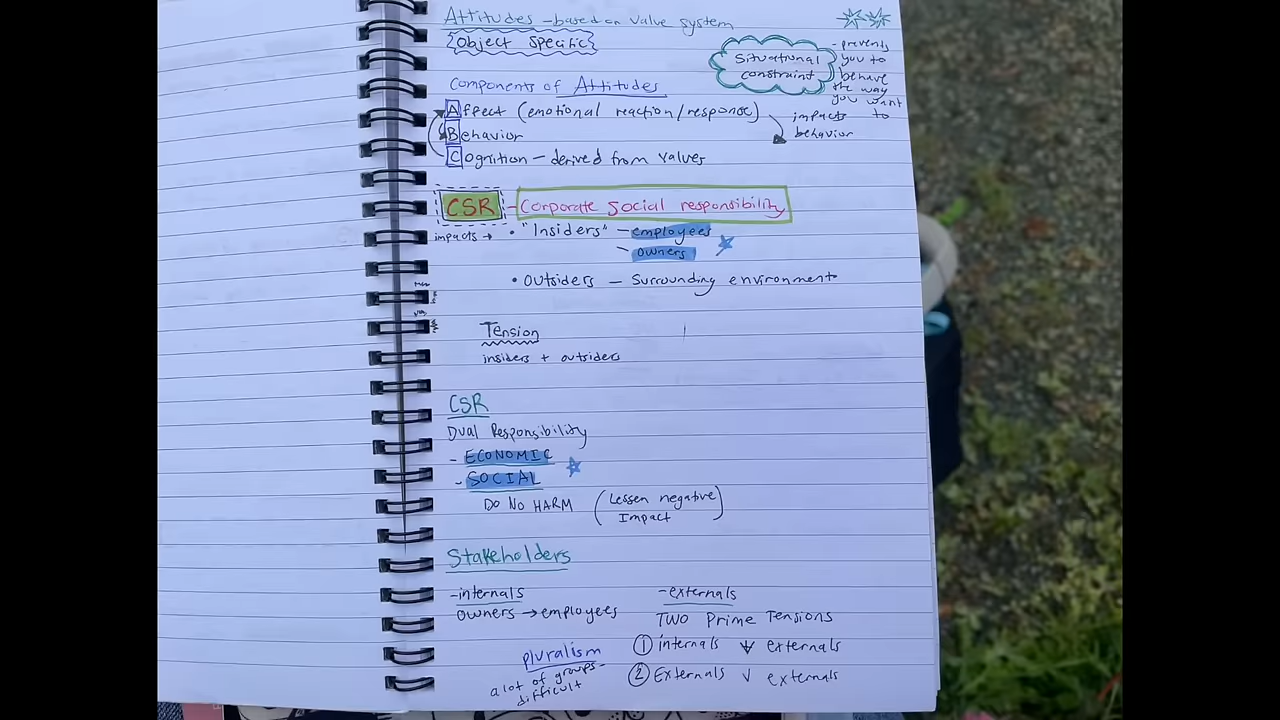 Attitudes - based on value system
Object Specific
Situational
constraint
- prevents
you to
behave
the way
you want
to
Components of Attitudes
Affect (emotional reaction/response)
impacts
behavior
Behavior
Cognition - derived from values
CSR - Corporate Social responsibility
impacts → • "Insiders" - employees
- owners
• Outsiders - Surrounding environment
Tension
insiders + outsiders
CSR
Dual Responsibility
- ECONOMIC
- SOCIAL
DO NO HARM (Lessen negative
Impact)
Stakeholders
- internals
owners → employees
- externals
TWO Prime Tensions
① internals v externals
② Externals v externals
pluralism
a lot of groups -
difficult